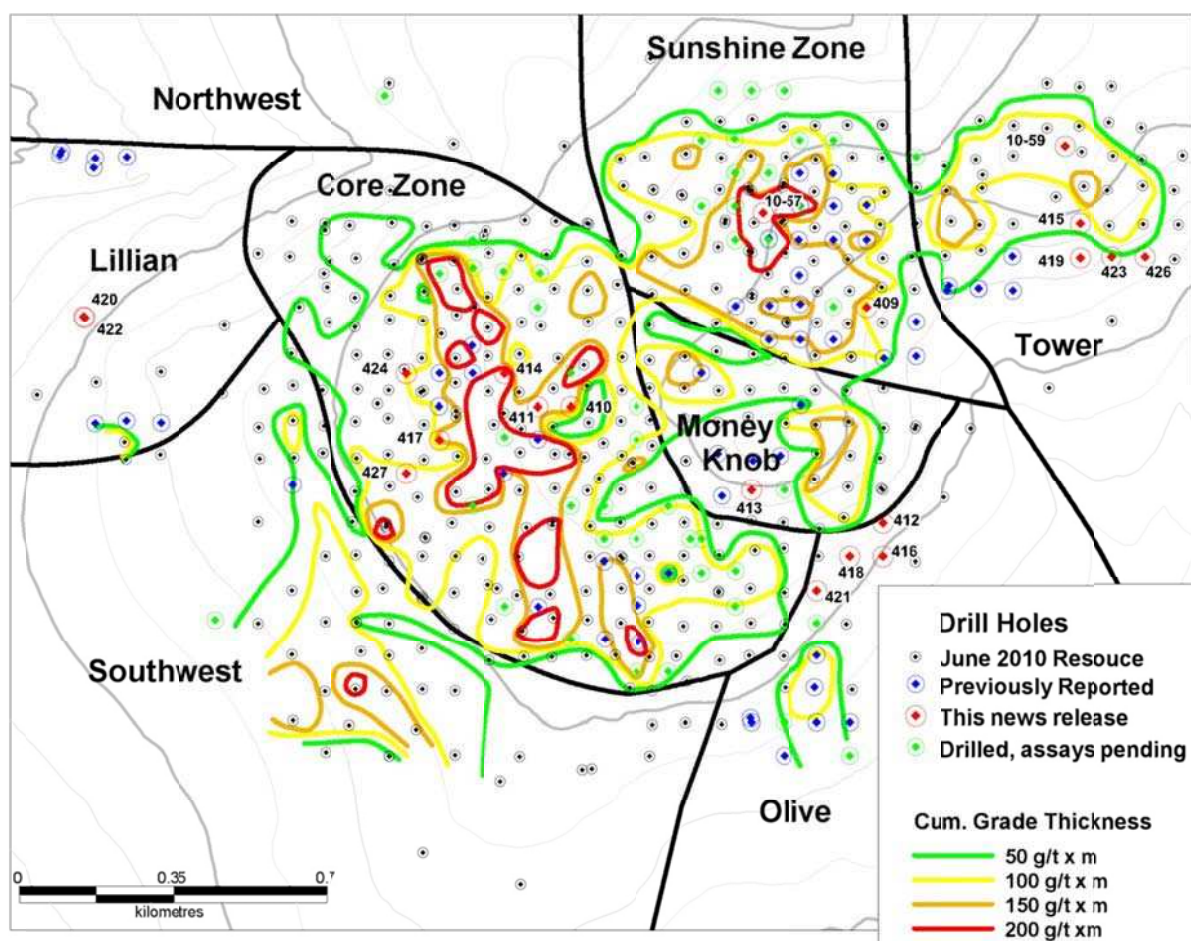 Sunshine Zone
Northwest
10-59
Core Zone
10-57
415
Lillian
419
423
426
420
422
409
Tower
424
414
411
410
417
Money
Knob
427
413
412
416
418
421
Southwest
Olive
Drill Holes
June 2010 Resouce
Previously Reported
This news release
Drilled, assays pending
Cum. Grade Thickness
50 g/t x m
100 g/t x m
150 g/t x m
200 g/t xm
0 0.35 0.7
kilometres